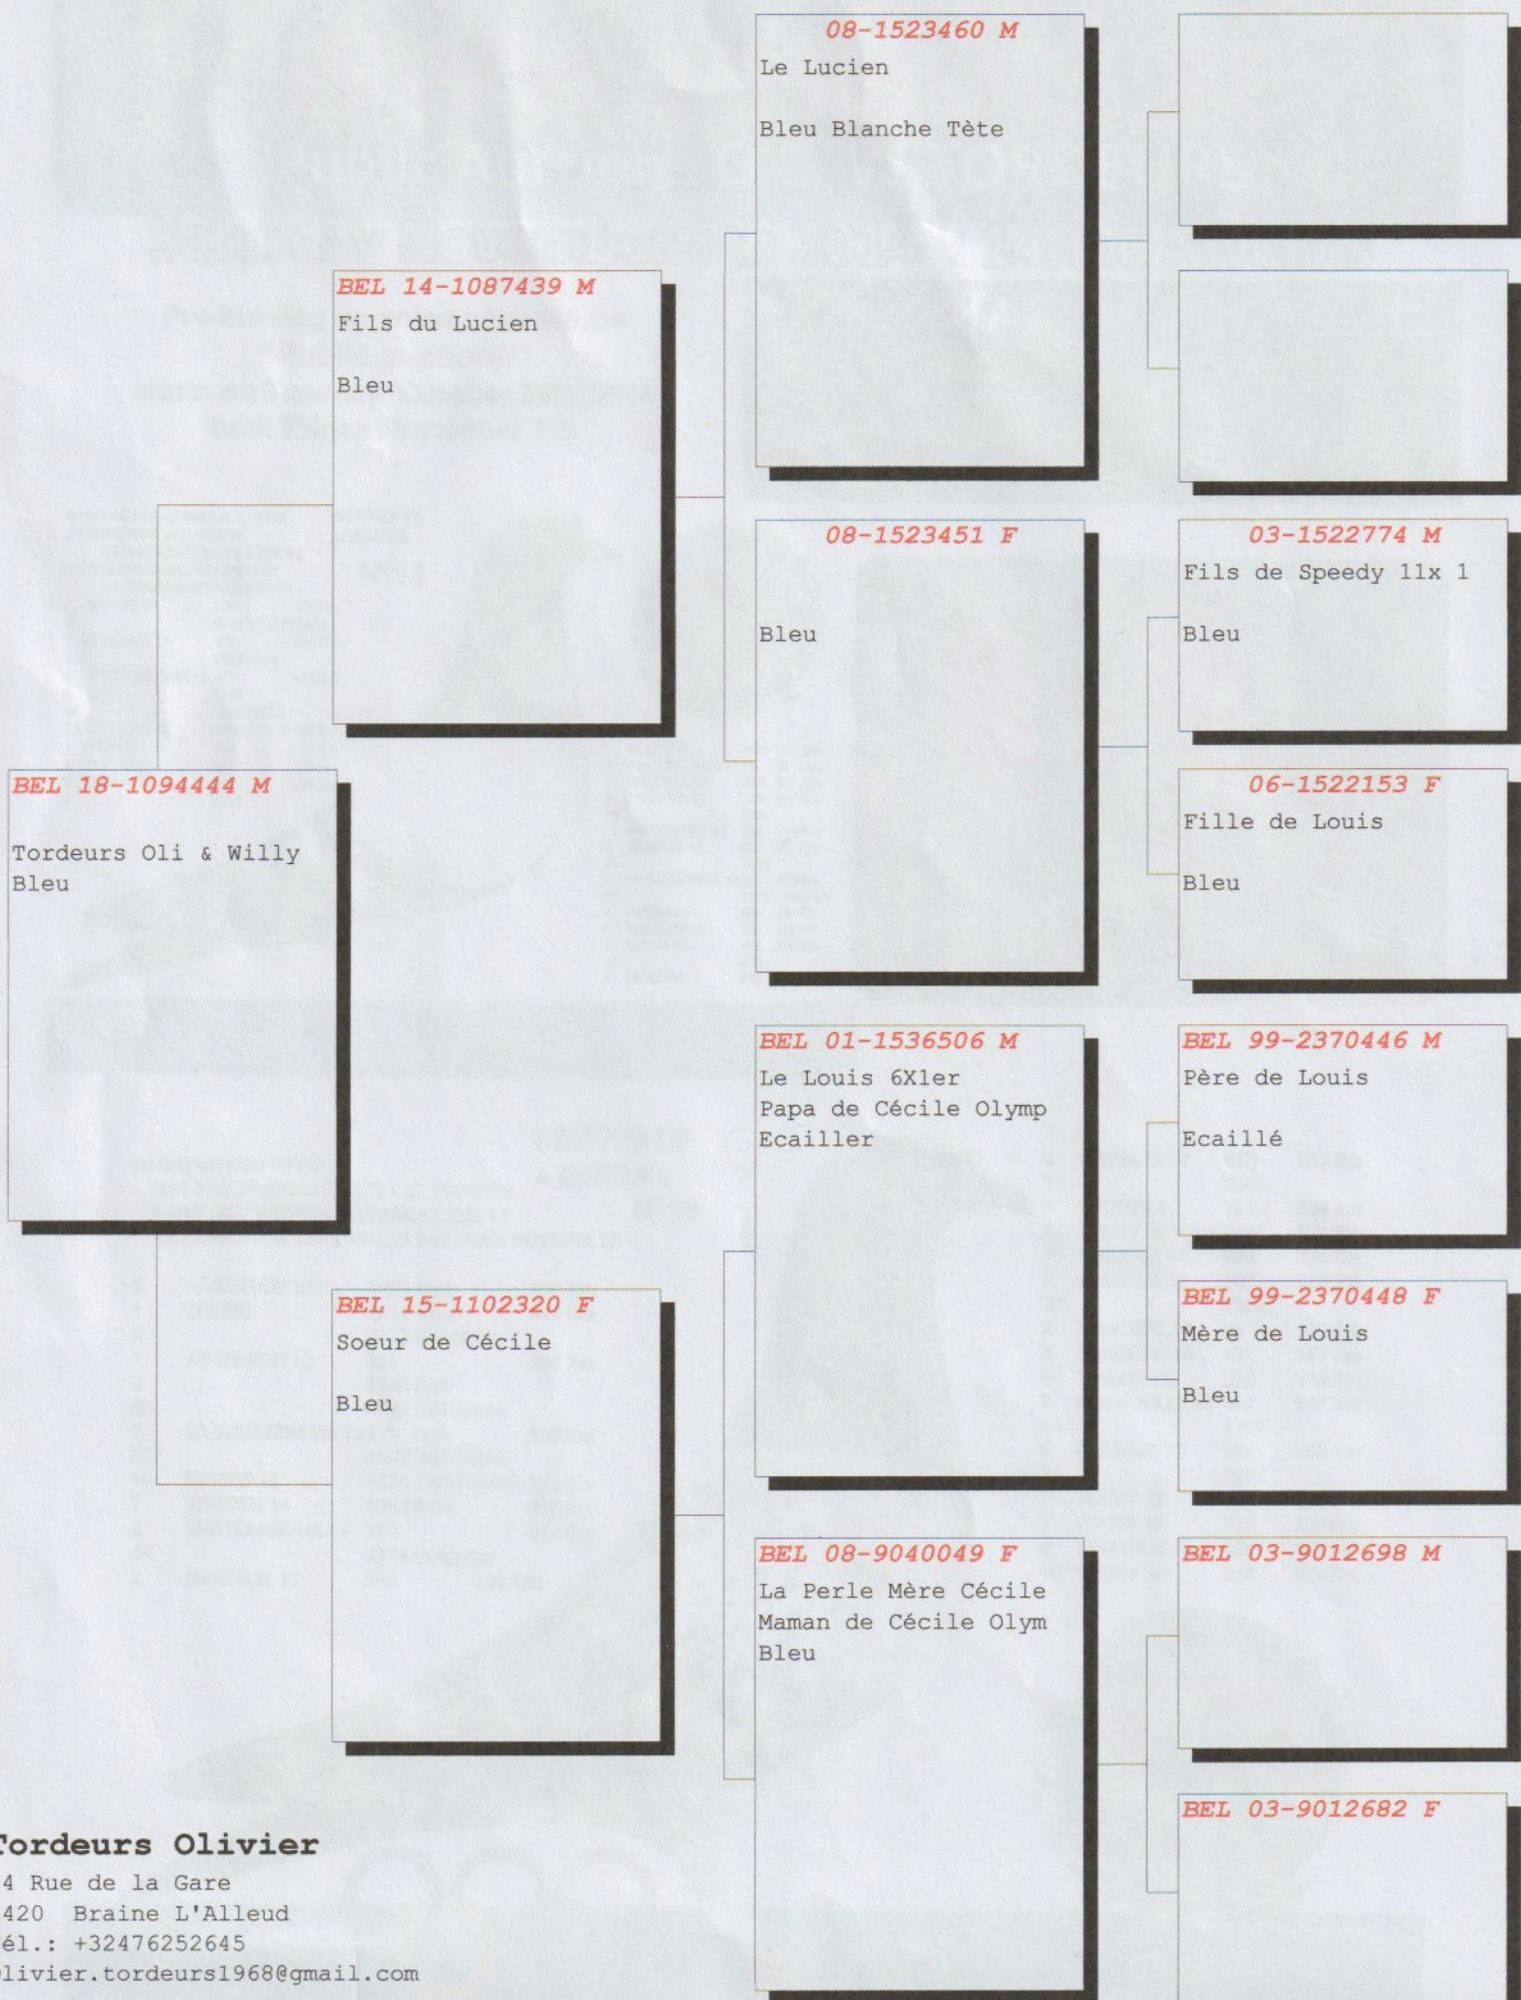 08-1523460 M
Le Lucien
Bleu Blanche Tète
BEL 14-1087439 M
Fils du Lucien
Bleu
08-1523451 F
Bleu
03-1522774 M
Fils de Speedy 11x 1
Bleu
06-1522153 F
Fille de Louis
Bleu
BEL 18-1094444 M
Tordeurs Oli & Willy
Bleu
BEL 01-1536506 M
Le Louis 6X1er
Papa de Cécile Olymp
Ecailler
BEL 99-2370446 M
Père de Louis
Ecaillé
BEL 99-2370448 F
Mère de Louis
Bleu
BEL 15-1102320 F
Soeur de Cécile
Bleu
BEL 08-9040049 F
La Perle Mère Cécile
Maman de Cécile Olym
Bleu
BEL 03-9012698 M
BEL 03-9012682 F
Tordeurs Olivier
4 Rue de la Gare
420 Braine L'Alleud
él.: +32476252645
livier.tordeurs1968@gmail.com